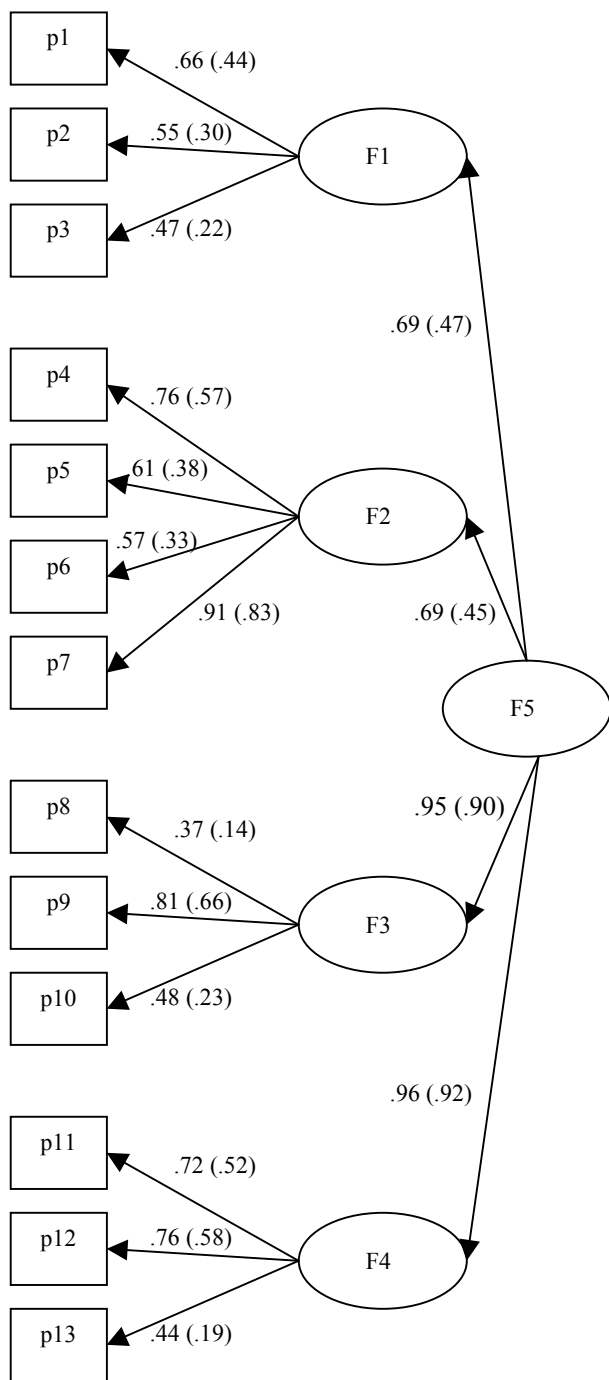 p1
.66 (.44)
p2
.55 (.30)
F1
p3
.47 (.22)
.69 (.47)
p4
.76 (.57)
p5
.61 (.38)
F2
p6
.57 (.33)
p7
.91 (.83)
.69 (.45)
F5
p8
.37 (.14)
.95 (.90)
p9
.81 (.66)
F3
p10
.48 (.23)
.96 (.92)
p11
.72 (.52)
p12
.76 (.58)
F4
p13
.44 (.19)